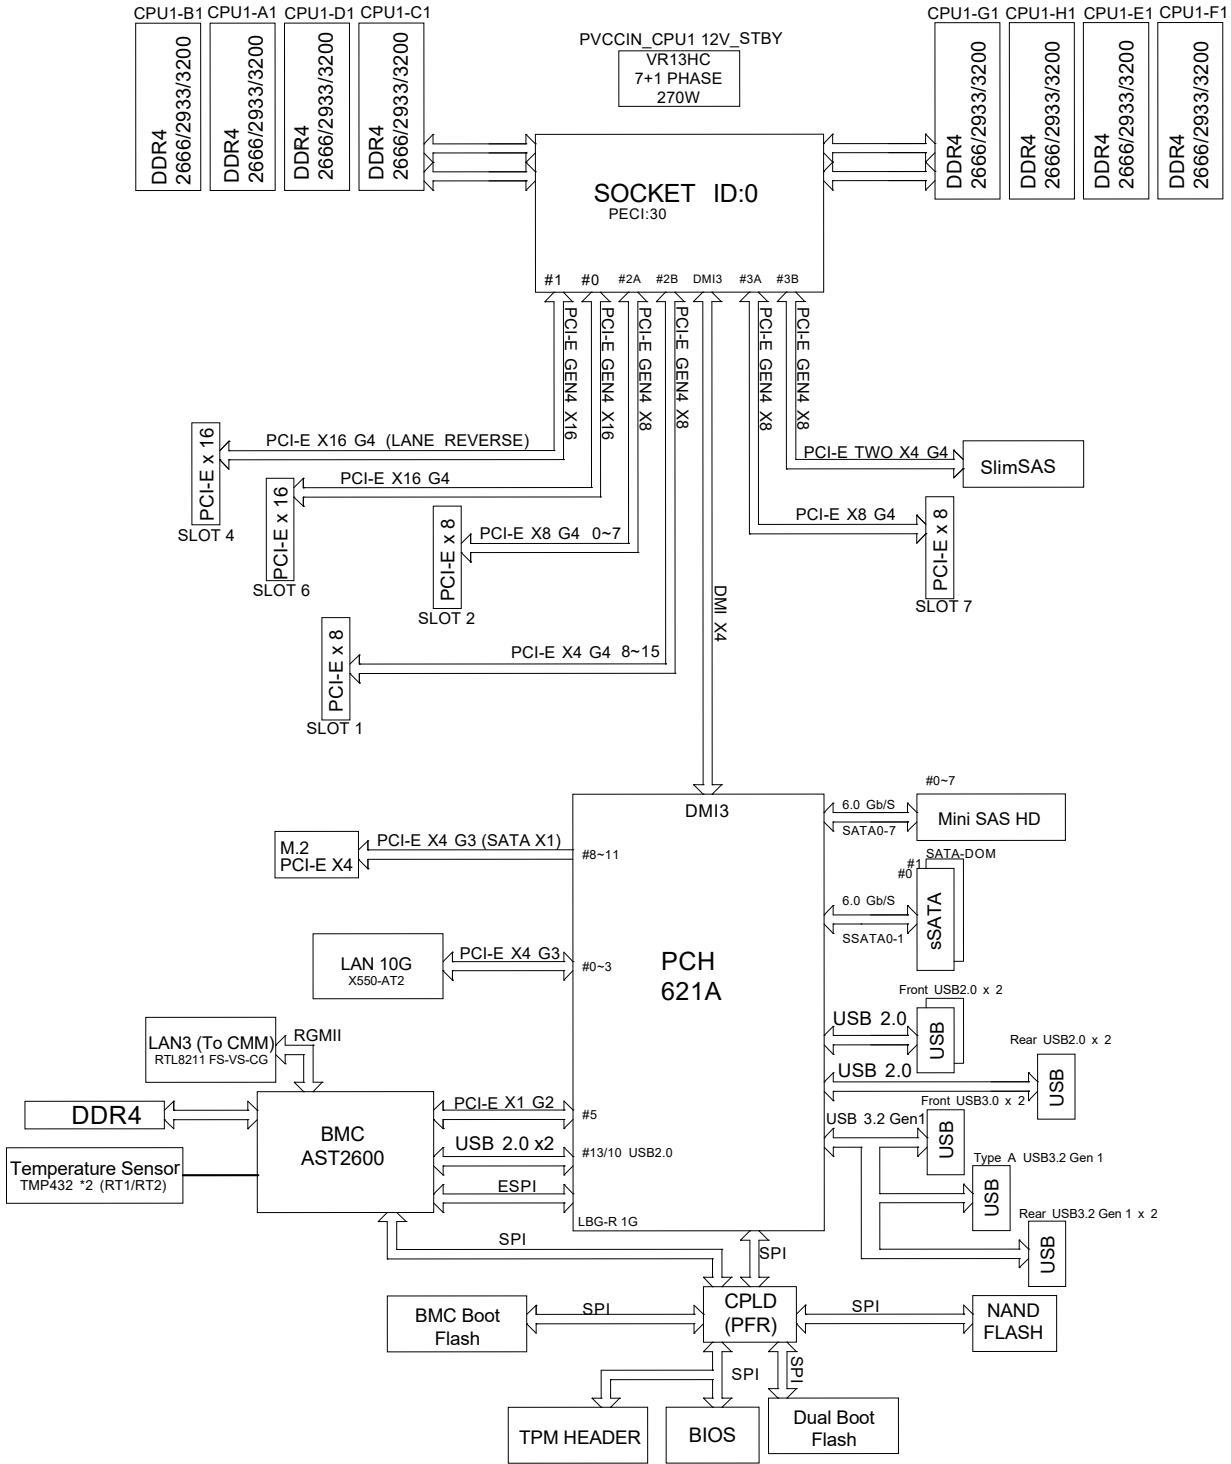 CPU1-B1
CPU1-A1
CPU1-D1
CPU1-C1
CPU1-G1
CPU1-H1
CPU1-E1
CPU1-F1
DDR4
2666/2933/3200
DDR4
2666/2933/3200
DDR4
2666/2933/3200
DDR4
2666/2933/3200
PVCCIN_CPU1 12V_STBY
VR13HC
7+1 PHASE
270W
DDR4
2666/2933/3200
DDR4
2666/2933/3200
DDR4
2666/2933/3200
DDR4
2666/2933/3200
SOCKET ID:0
PECI:30
#1
#0
#2A
#2B
DMI3
#3A
#3B
PCI-E GEN4 X16
PCI-E GEN4 X16
PCI-E GEN4 X8
PCI-E GEN4 X8
PCI-E GEN4 X8
PCI-E GEN4 X8
PCI-E X16 G4 (LANE REVERSE)
PCI-E x 16
SLOT 4
PCI-E X16 G4
PCI-E x 16
SLOT 6
PCI-E X8 G4 0~7
PCI-E x 8
SLOT 2
PCI-E X4 G4 8~15
PCI-E x 8
SLOT 1
PCI-E TWO X4 G4
SlimSAS
PCI-E X8 G4
PCI-E x 8
SLOT 7
DMI X4
DMI3
PCH
621A
LBG-R 1G
#0~7
6.0 Gb/S
SATA0-7
Mini SAS HD
M.2
PCI-E X4
PCI-E X4 G3 (SATA X1)
#8~11
SATA-DOM
#1
#0
6.0 Gb/S
SSATA0-1
sSATA
LAN 10G
X550-AT2
PCI-E X4 G3
#0~3
Front USB2.0 x 2
USB 2.0
USB
Rear USB2.0 x 2
USB 2.0
USB
LAN3 (To CMM)
RTL8211 FS-VS-CG
RGMII
DDR4
BMC
AST2600
PCI-E X1 G2
#5
USB 2.0 x2
#13/10 USB2.0
ESPI
Temperature Sensor
TMP432 *2 (RT1/RT2)
Front USB3.0 x 2
USB 3.2 Gen1
USB
Type A USB3.2 Gen 1
USB
Rear USB3.2 Gen 1 x 2
USB
SPI
SPI
BMC Boot
Flash
SPI
CPLD
(PFR)
SPI
NAND
FLASH
SPI
SPI
TPM HEADER
BIOS
Dual Boot
Flash